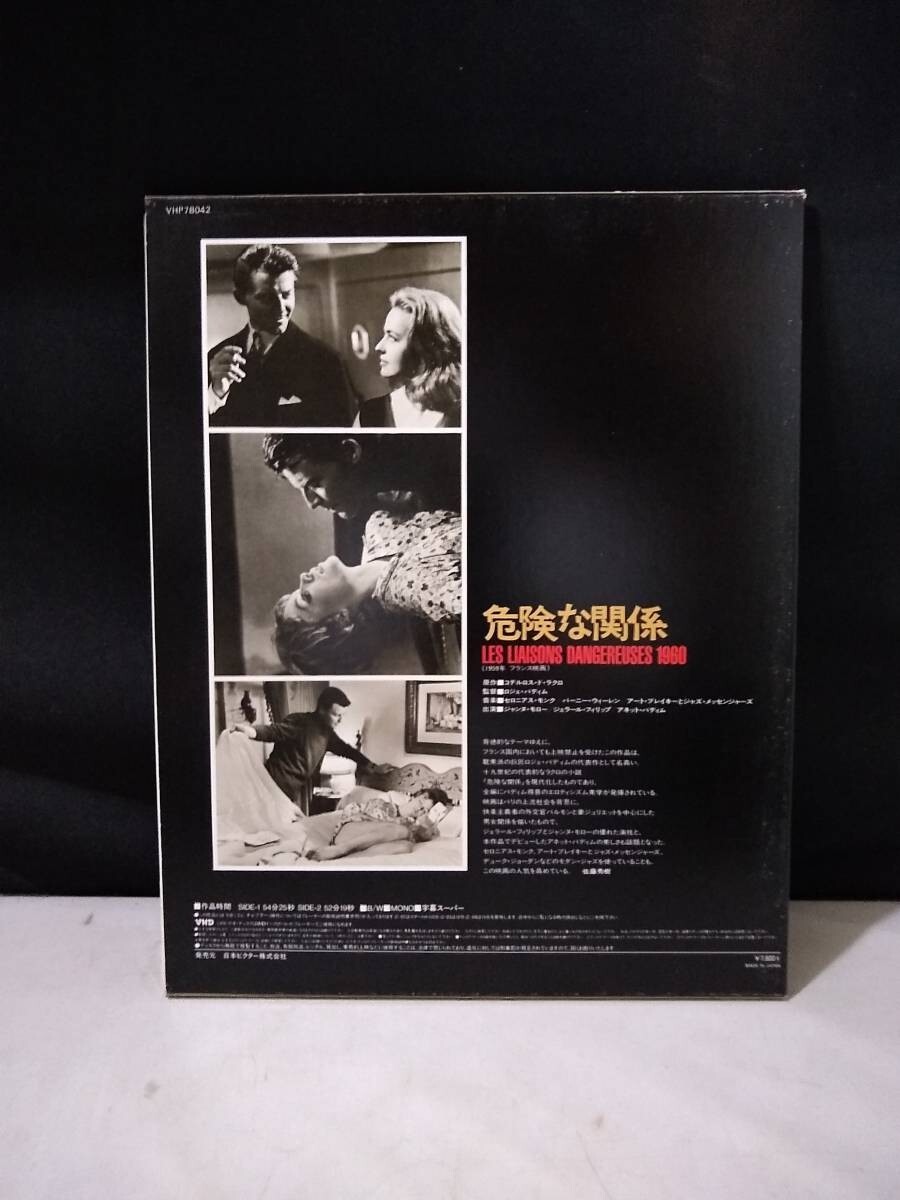 VHP78042
危険な関係
LES LIAISONS DANGEREUSES 1960
(1959年 フランス映画)
原作■コデルロス・ド・ラクロ
監督■ロジェ・バディム
音楽■セロニアス・モンク　バーニー・ウィーレン　アート・ブレイキーとジャズ・メッセンジャーズ
出演■ジャンヌ・モロー　ジェラール・フィリップ　アネット・バディム
背徳的なテーマゆえに、
フランス国内においても上映禁止を受けたこの作品は、
耽美派の巨匠ロジェ・バディムの代表作として名高い。
十九世紀の代表的なラクロの小説
「危険な関係」を現代化したものであり、
全編にバディム得意のエロティシズム美学が発揮されている。
映画はパリの上流社会を背景に、
快楽主義者の外交官バルモンと妻ジュリエットを中心にした
男女関係を描いたもので、
ジェラール・フィリップとジャンヌ・モローの優れた演技と、
本作品でデビューしたアネット・バディムの美しさも話題となった。
セロニアス・モンク、アート・ブレイキーとジャズ・メッセンジャーズ、
デューク・ジョーダンなどのモダン・ジャズを使っていることも、
この映画の人気を高めている。　佐藤秀樹
■作品時間　SIDE-1 54分25秒 SIDE-2 52分19秒 ■B/W■MONO■字幕スーパー
VHD
発売元　日本ビクター株式会社
¥7,800
MADE IN JAPAN